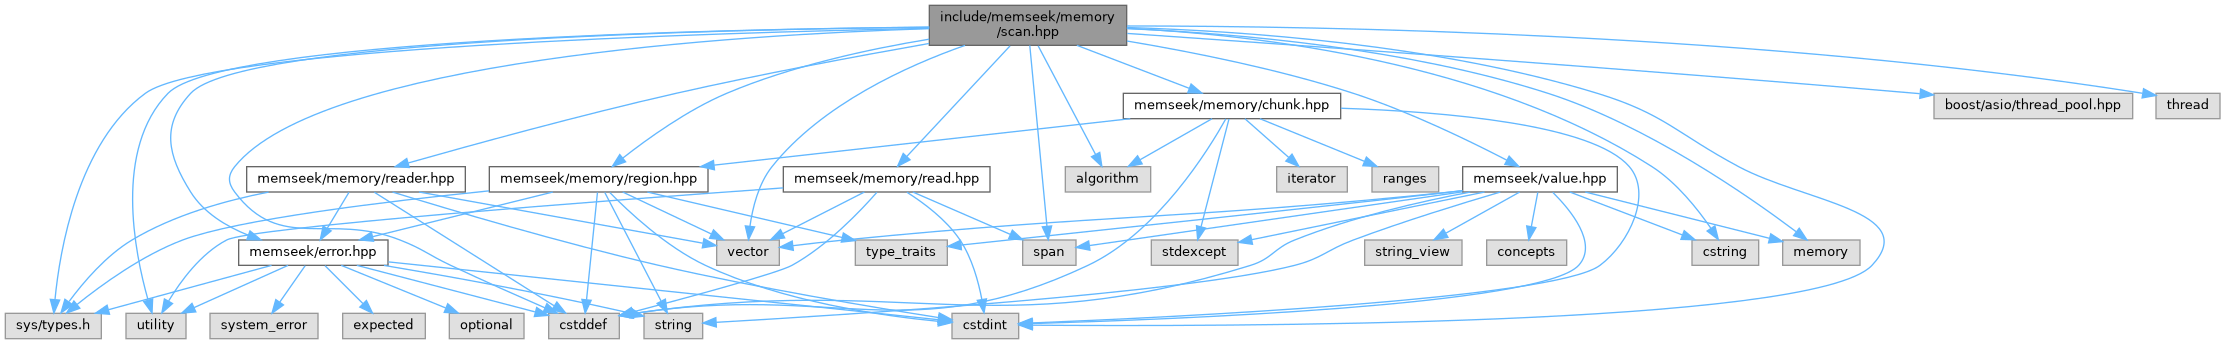 include/memseek/memory
/scan.hpp
memseek/memory/chunk.hpp
boost/asio/thread_pool.hpp
thread
memseek/memory/reader.hpp
memseek/memory/region.hpp
memseek/memory/read.hpp
algorithm
iterator
ranges
memseek/value.hpp
memseek/error.hpp
vector
type_traits
span
stdexcept
string_view
concepts
cstring
memory
sys/types.h
utility
system_error
expected
optional
cstddef
string
cstdint